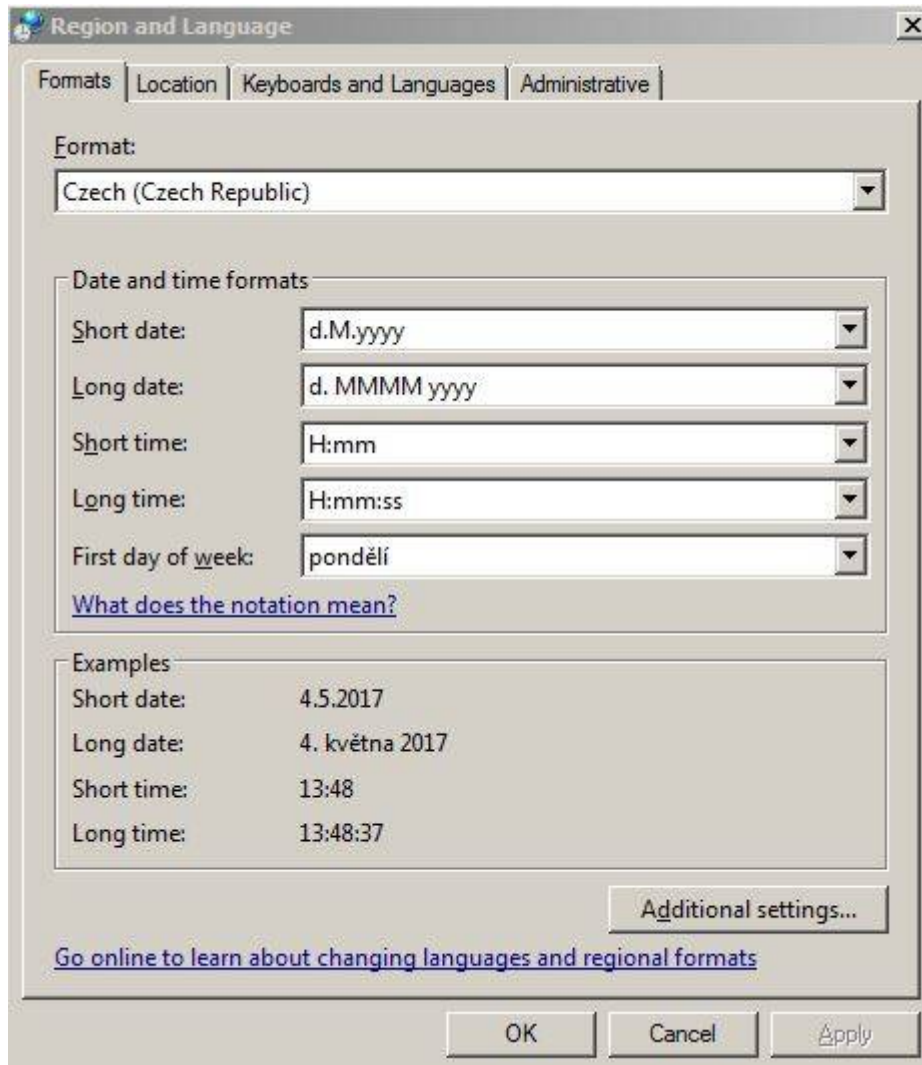 Region and Language
Formats Location Keyboards and Languages Administrative
Format:
Czech (Czech Republic)
Date and time formats
Short date: d.M.yyyy
Long date: d. MMMM yyyy
Short time: H:mm
Long time: H:mm:ss
First day of week: pondělí
What does the notation mean?
Examples
Short date: 4.5.2017
Long date: 4. května 2017
Short time: 13:48
Long time: 13:48:37
Additional settings...
Go online to learn about changing languages and regional formats
OK Cancel Apply